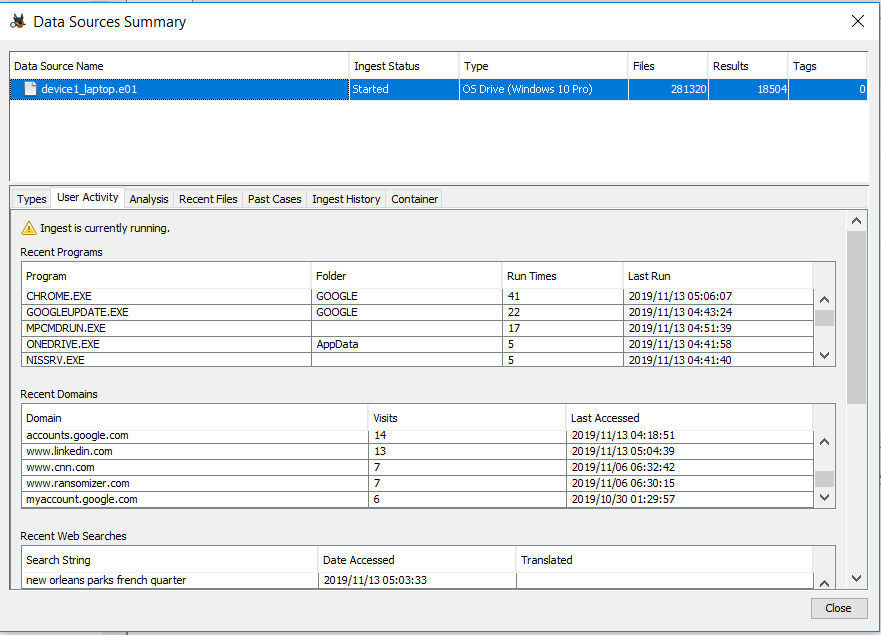 Data Sources Summary
Data Source Name Ingest Status Type Files Results Tags
device1_laptop.e01 Started OS Drive (Windows 10 Pro) 281320 18504 0
Types User Activity Analysis Recent Files Past Cases Ingest History Container
Ingest is currently running.
Recent Programs
Program Folder Run Times Last Run
CHROME.EXE GOOGLE 41 2019/11/13 05:06:07
GOOGLEUPDATE.EXE GOOGLE 22 2019/11/13 04:43:24
MPCMDRUN.EXE 17 2019/11/13 04:51:39
ONEDRIVE.EXE AppData 5 2019/11/13 04:41:58
NISSRV.EXE 5 2019/11/13 04:41:40
Recent Domains
Domain Visits Last Accessed
accounts.google.com 14 2019/11/13 04:18:51
www.linkedin.com 13 2019/11/13 05:04:39
www.cnn.com 7 2019/11/06 06:32:42
www.ransomizer.com 7 2019/11/06 06:30:15
myaccount.google.com 6 2019/10/30 01:29:57
Recent Web Searches
Search String Date Accessed Translated
new orleans parks french quarter 2019/11/13 05:03:33
Close